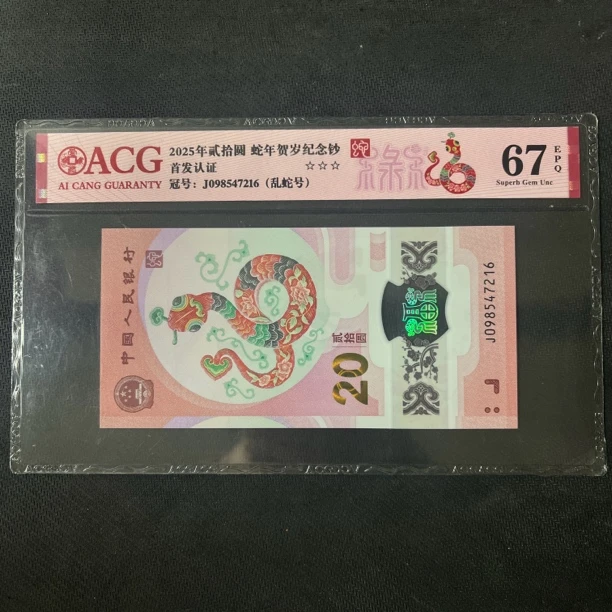 ACG
AI CANG GUARANTY
2025年贰拾圆 蛇年贺岁纪念钞
首发认证 ☆☆☆
冠号：J098547216（乱蛇号）
67 EPQ
Superb Gem Unc
中国人民银行
贰拾圆
20
J098547216